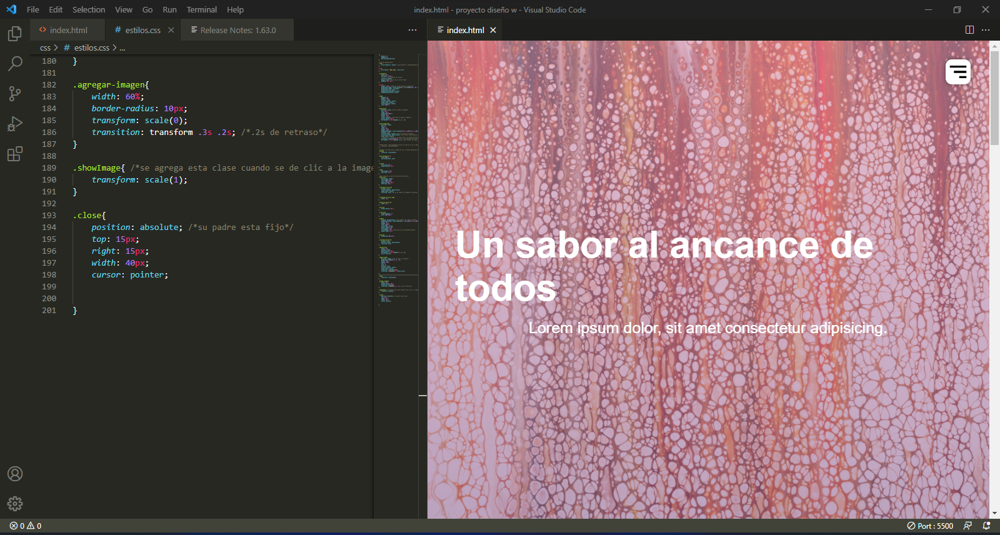 File Edit Selection View Go Run Terminal Help
index.html - proyecto diseño w - Visual Studio Code
index.html
estilos.css
Release Notes: 1.63.0
index.html
css > estilos.css > ...
180 }
181
182 .agregar-imagen{
183 width: 60%;
184 border-radius: 10px;
185 transform: scale(0);
186 transition: transform .3s .2s; /*.2s de retraso*/
187 }
188
189 .showImage{ /*se agrega esta clase cuando se de clic a la image
190 transform: scale(1);
191 }
192
193 .close{
194 position: absolute; /*su padre esta fijo*/
195 top: 15px;
196 right: 15px;
197 width: 40px;
198 cursor: pointer;
199
200
201 }
Un sabor al ancance de
todos
Lorem ipsum dolor, sit amet consectetur adipisicing.
0 0
Port : 5500